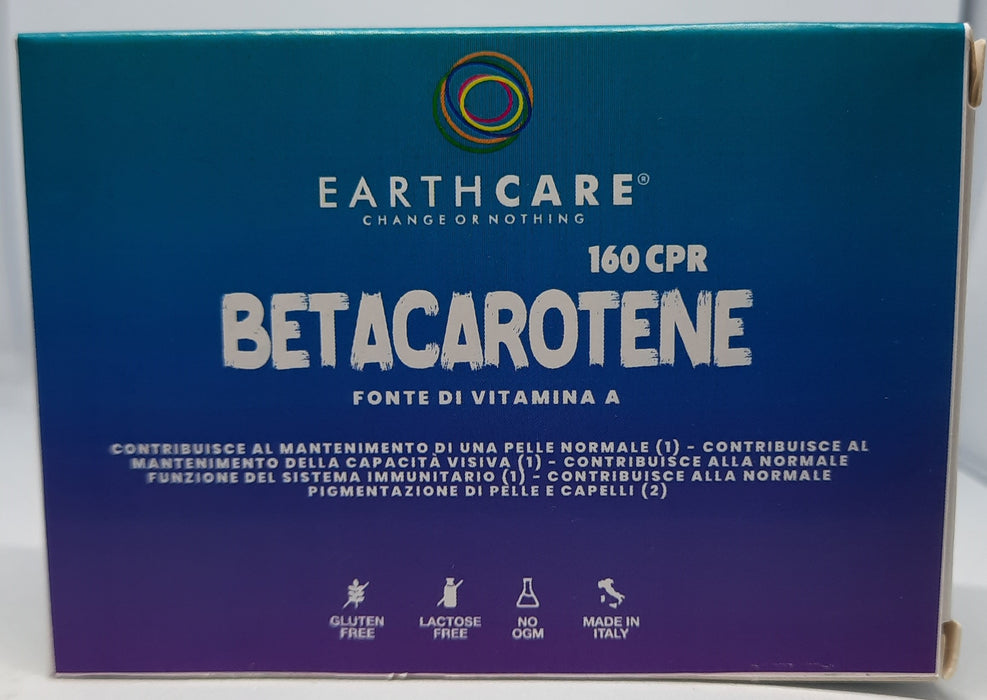 EARTHCARE®
CHANGE OR NOTHING
160 CPR
BETACAROTENE
FONTE DI VITAMINA A
CONTRIBUISCE AL MANTENIMENTO DI UNA PELLE NORMALE (1) - CONTRIBUISCE AL
MANTENIMENTO DELLA CAPACITÀ VISIVA (1) - CONTRIBUISCE ALLA NORMALE
FUNZIONE DEL SISTEMA IMMUNITARIO (1) - CONTRIBUISCE ALLA NORMALE
PIGMENTAZIONE DI PELLE E CAPELLI (2)
GLUTEN FREE
LACTOSE FREE
NO OGM
MADE IN ITALY